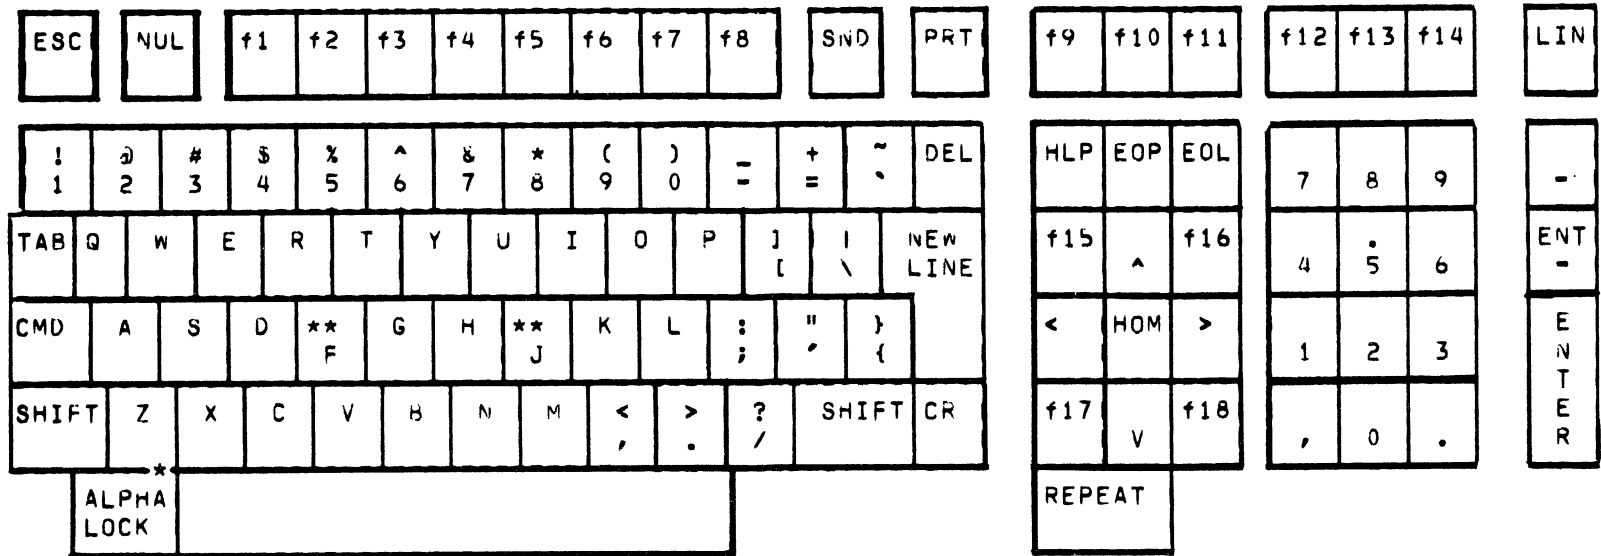 ESC NUL f1 f2 f3 f4 f5 f6 f7 f8 SND PRT f9 f10 f11 f12 f13 f14 LIN
! @ # $ % ^ & * ( ) _ + ~ DEL HLP EOP EOL
1 2 3 4 5 6 7 8 9 0 - = ` 7 8 9 -
TAB Q W E R T Y U I O P ] | NEW f15 f16 . ENT
[ \ LINE ^ 4 5 6 -
CMD A S D ** G H ** K L : " } < HOM > E
F J ; ' { 1 2 3 N
T
SHIFT Z X C V B N M < > ? SHIFT CR f17 f18 E
, . / V , 0 . R
*
ALPHA REPEAT
LOCK